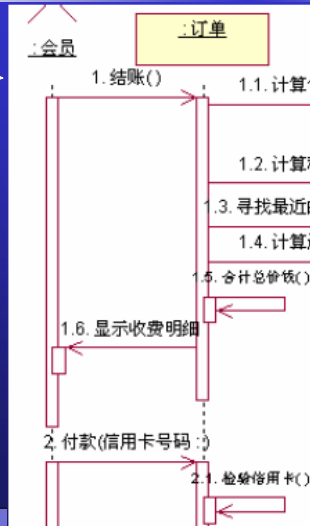 :会员
:订单
1. 结账()
1.1. 计算
1.2. 计算
1.3. 寻找最近
1.4. 计算
1.5. 合计总价钱()
1.6. 显示收费明细
2. 付款(信用卡号码 :)
2.1. 检验信用卡()